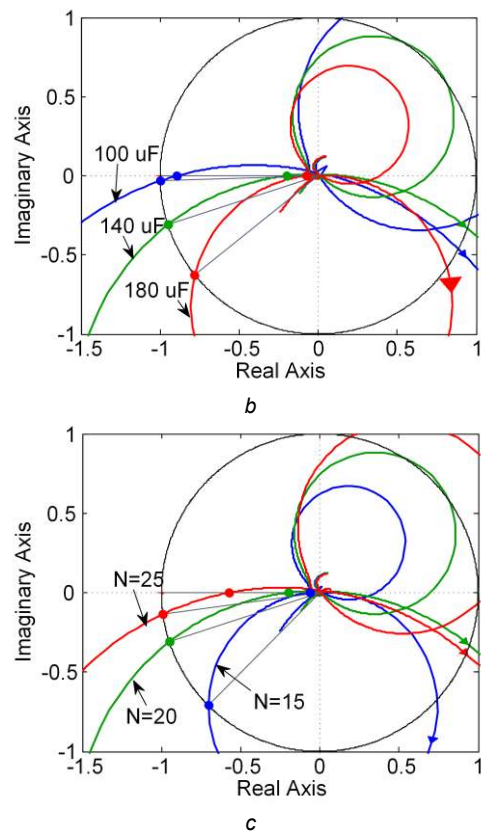 1
0.5
0
-0.5
-1
-1.5 -1 -0.5 0 0.5 1
Imaginary Axis
Real Axis
100 uF
140 uF
180 uF
b
1
0.5
0
-0.5
-1
-1.5 -1 -0.5 0 0.5 1
Imaginary Axis
Real Axis
N=25
N=20
N=15
c